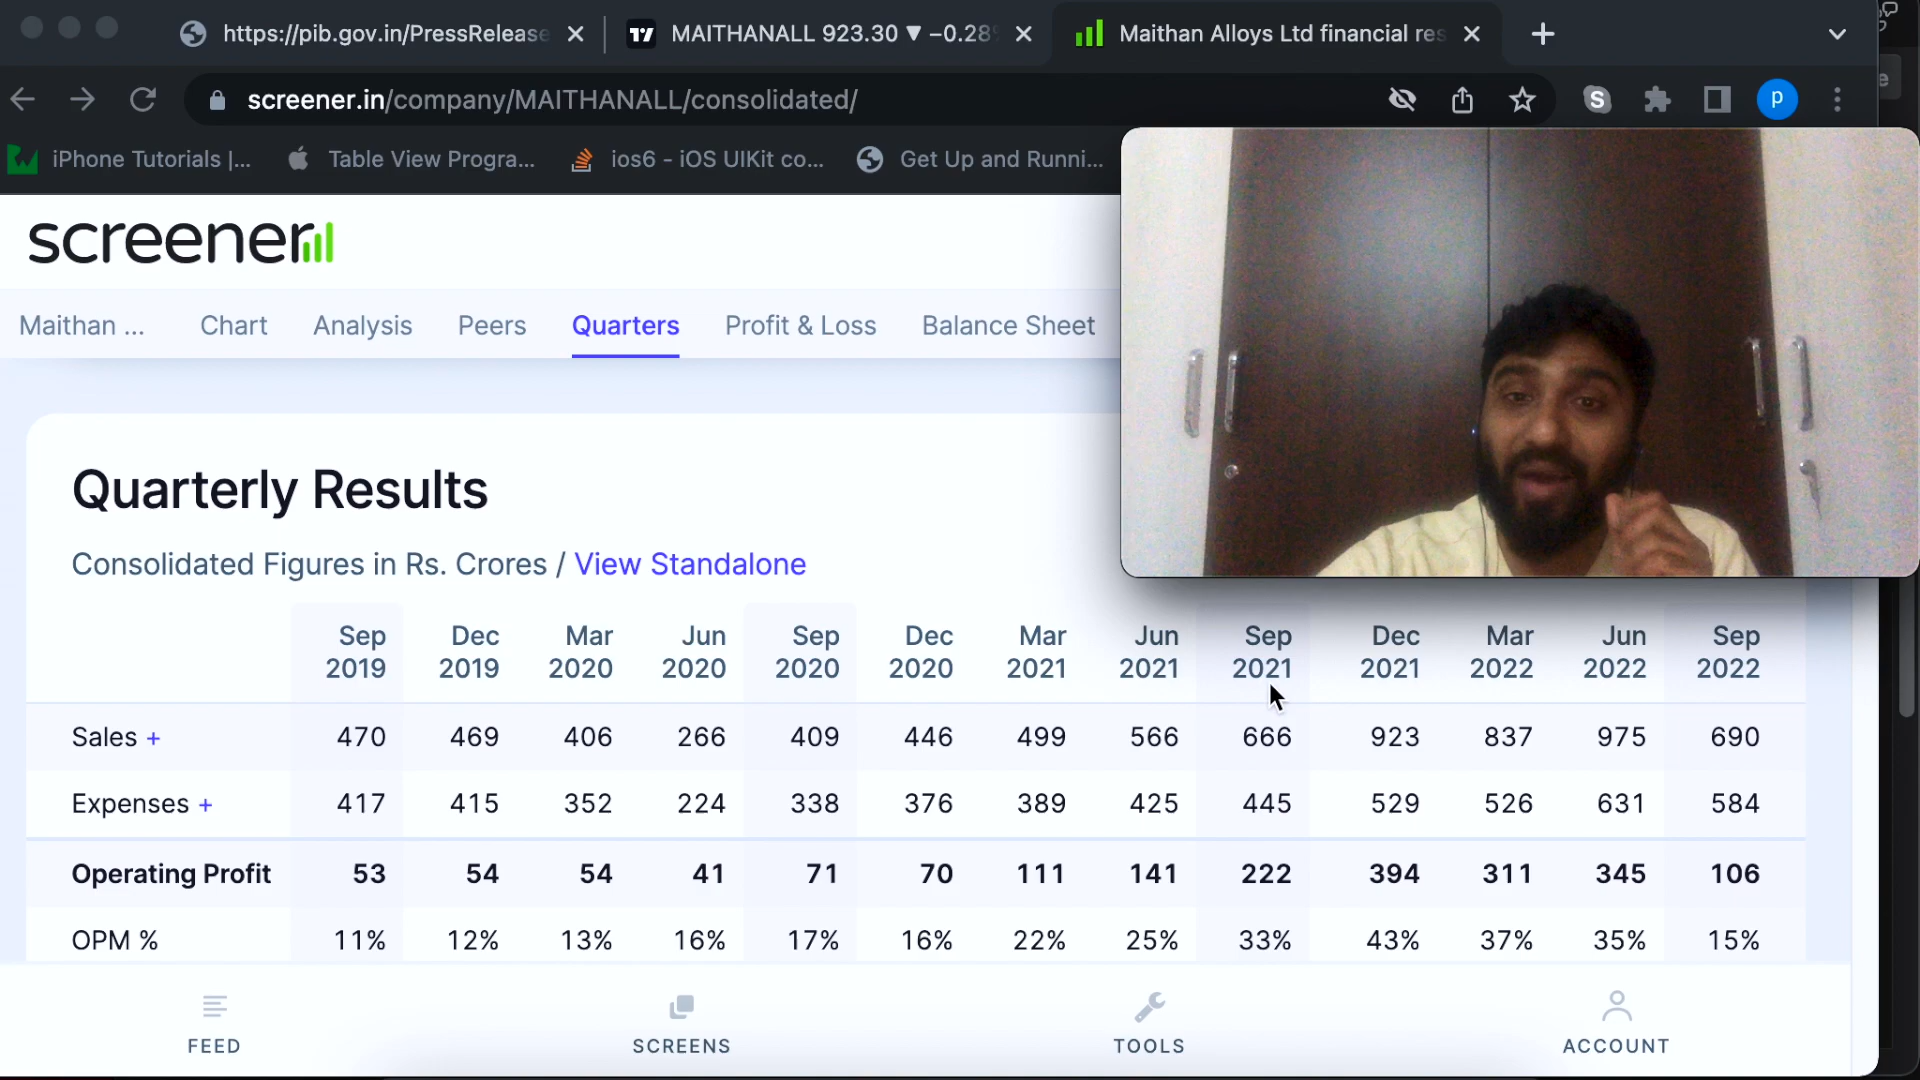 https://pib.gov.in/PressRelease
MAITHANALL 923.30 ▼ −0.28%
Maithan Alloys Ltd financial res
screener.in/company/MAITHANALL/consolidated/
S
P
iPhone Tutorials |...
Table View Progra...
ios6 - iOS UIKit co...
Get Up and Runni...
screener
Maithan ... Chart Analysis Peers Quarters Profit & Loss Balance Sheet
Quarterly Results
Consolidated Figures in Rs. Crores / View Standalone
Sep 2019 Dec 2019 Mar 2020 Jun 2020 Sep 2020 Dec 2020 Mar 2021 Jun 2021 Sep 2021 Dec 2021 Mar 2022 Jun 2022 Sep 2022
Sales + 470 469 406 266 409 446 499 566 666 923 837 975 690
Expenses + 417 415 352 224 338 376 389 425 445 529 526 631 584
Operating Profit 53 54 54 41 71 70 111 141 222 394 311 345 106
OPM % 11% 12% 13% 16% 17% 16% 22% 25% 33% 43% 37% 35% 15%
FEED SCREENS TOOLS ACCOUNT